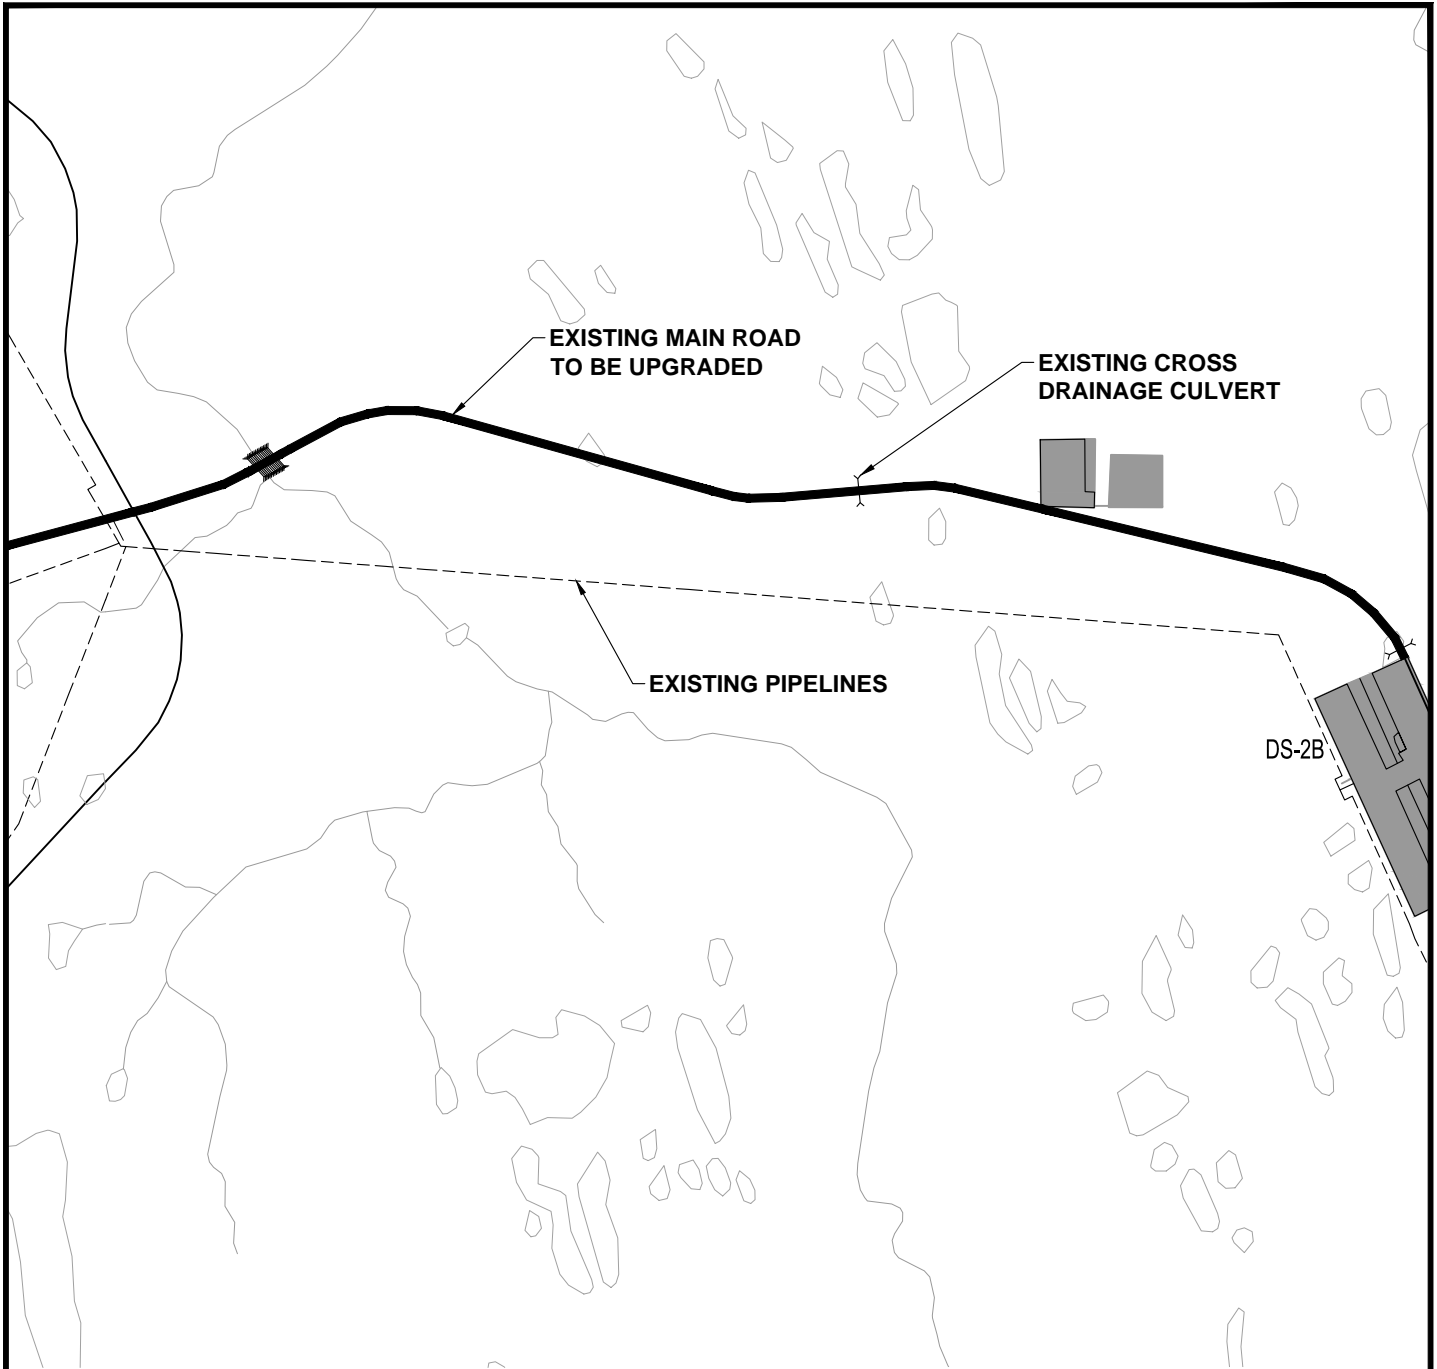 EXISTING MAIN ROAD
TO BE UPGRADED
EXISTING CROSS
DRAINAGE CULVERT
EXISTING PIPELINES
DS-2B